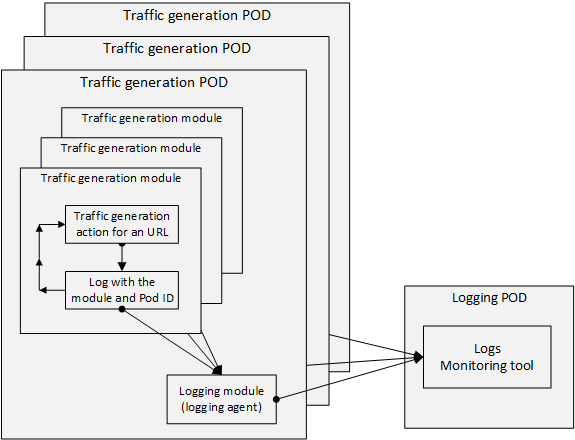 Traffic generation POD
Traffic generation POD
Traffic generation POD
Traffic generation module
Traffic generation module
Traffic generation module
Traffic generation
action for an URL
Log with the
module and Pod ID
Logging module
(logging agent)
Logging POD
Logs
Monitoring tool